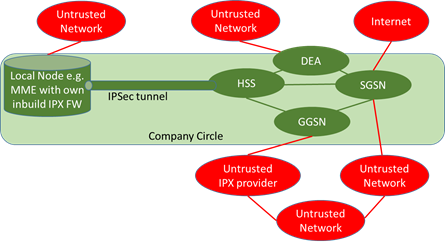 Untrusted
Network
Untrusted
Network
Internet
DEA
Local Node e.g.
MME with own
inbuild IPX FW
HSS
SGSN
IPSec tunnel
GGSN
Company Circle
Untrusted
IPX provider
Untrusted
Network
Untrusted
Network